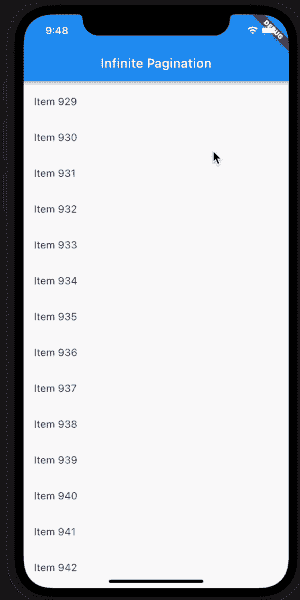 9:48
DEBUG
Infinite Pagination
Item 929
Item 930
Item 931
Item 932
Item 933
Item 934
Item 935
Item 936
Item 937
Item 938
Item 939
Item 940
Item 941
Item 942